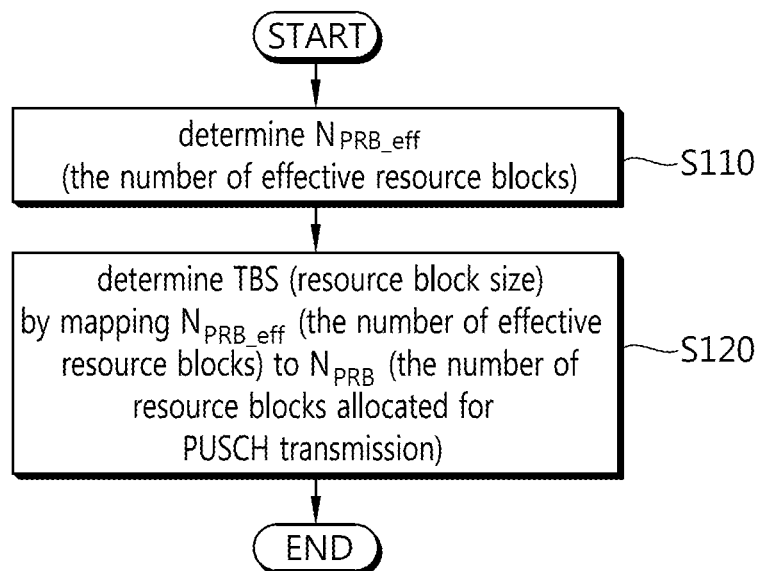 START
determine NPRB_eff
(the number of effective resource blocks)
S110
determine TBS (resource block size)
by mapping NPRB_eff (the number of effective
resource blocks) to NPRB (the number of
resource blocks allocated for
PUSCH transmission)
S120
END